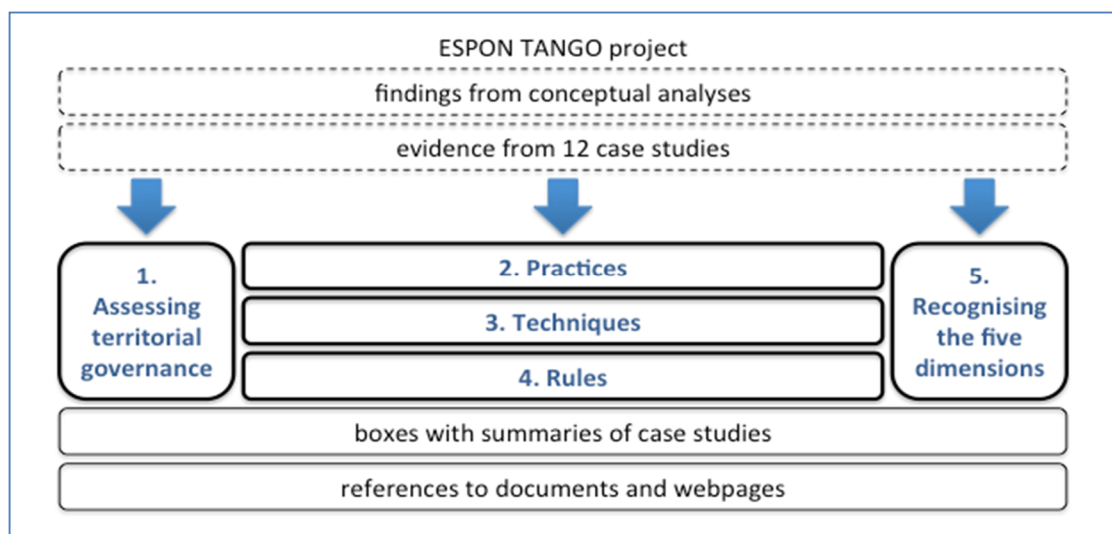 ESPON TANGO project
findings from conceptual analyses
evidence from 12 case studies
1.
Assessing
territorial
governance
2. Practices
3. Techniques
4. Rules
5.
Recognising
the five
dimensions
boxes with summaries of case studies
references to documents and webpages